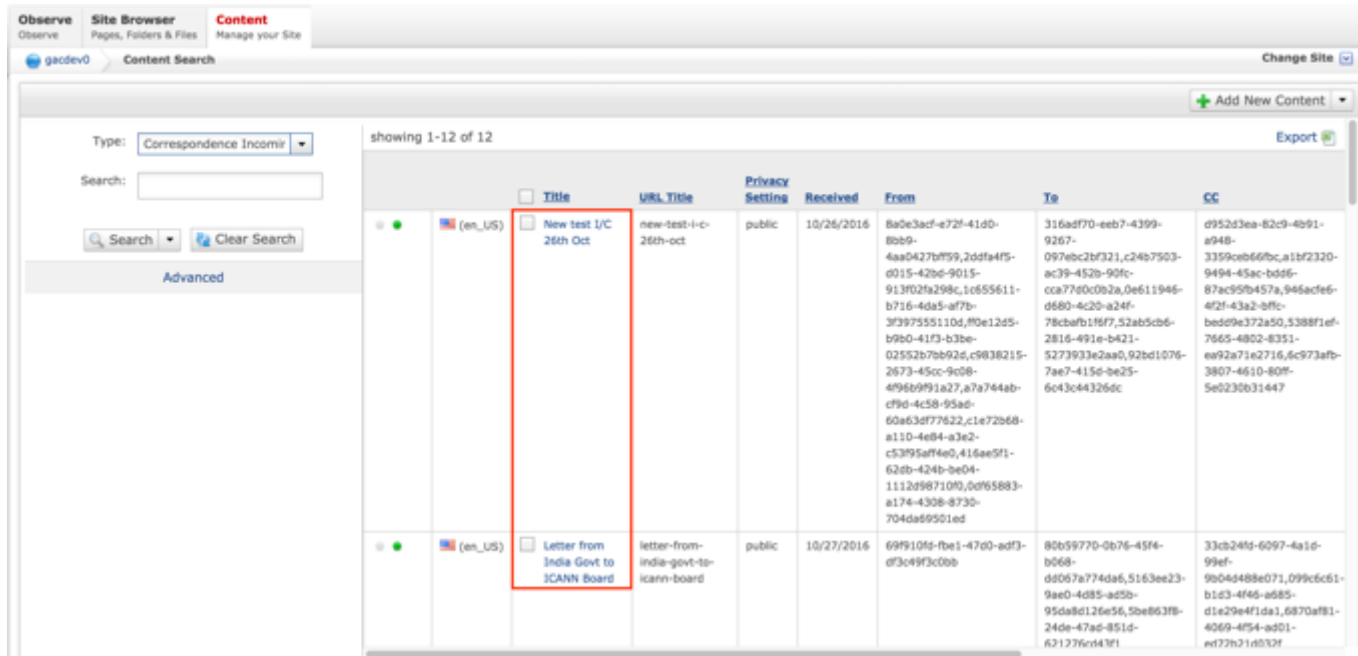 Observe Site Browser Content
Observe Pages, Folders & Files Manage your Site
gacdev0 Content Search Change Site
Add New Content
Type: Correspondence Incomir
showing 1-12 of 12 Export
Search:
Search Clear Search
Advanced
Title URL Title Privacy Setting Received From To CC
(en_US)
New test I/C
26th Oct
new-test-i-c-
26th-oct
public
10/26/2016
8a0e3acf-e72f-41d0-
8bb9-
4aa0427bff59,2ddfa4f5-
d015-42bd-9015-
913f02fa298c,1c655611-
b716-4da5-af7b-
3f397555110d,ff0e12d5-
b9b0-41f3-b3be-
02552b7bb92d,c9838215-
2673-45cc-9c08-
4f96b9f91a27,a7a744ab-
cf9d-4c58-95ad-
60a63df77622,c1e72b68-
a110-4e84-a3e2-
c53f95aff4e0,416ae5f1-
62db-424b-be04-
1112d98710f0,0df65883-
a174-4308-8730-
704da69501ed
316adf70-eeb7-4399-
9267-
097ebc2bf321,c24b7503-
ac39-452b-90fc-
cca77d0c0b2a,0e611946-
d680-4c20-a24f-
78cbafb1f6f7,52ab5cb6-
2816-491e-b421-
5273933e2aa0,92bd1076-
7ae7-415d-be25-
6c43c44326dc
d952d3ea-82c9-4b91-
a948-
3359ceb66fbc,a1bf2320-
9494-45ac-bdd6-
87ac95fb457a,946acfe6-
4f2f-43a2-bffc-
bedd9e372a50,5388f1ef-
7665-4802-8351-
ea92a71e2716,6c973afb-
3807-4610-80ff-
5e0230b31447
(en_US)
Letter from
India Govt to
ICANN Board
letter-from-
india-govt-to-
icann-board
public
10/27/2016
69f910fd-fbe1-47d0-adf3-
df3c49f3c0bb
80b59770-0b76-45f4-
b068-
dd067a774da6,5163ee23-
9ae0-4d85-ad5b-
95da8d126e56,5be863f8-
24de-47ad-851d-
621276cd43f1
33cb24fd-6097-4a1d-
99ef-
9b04d488e071,099c6c61-
b1d3-4f46-a685-
d1e29e4f1da1,6870af81-
4069-4f54-ad01-
ed72b21d032f